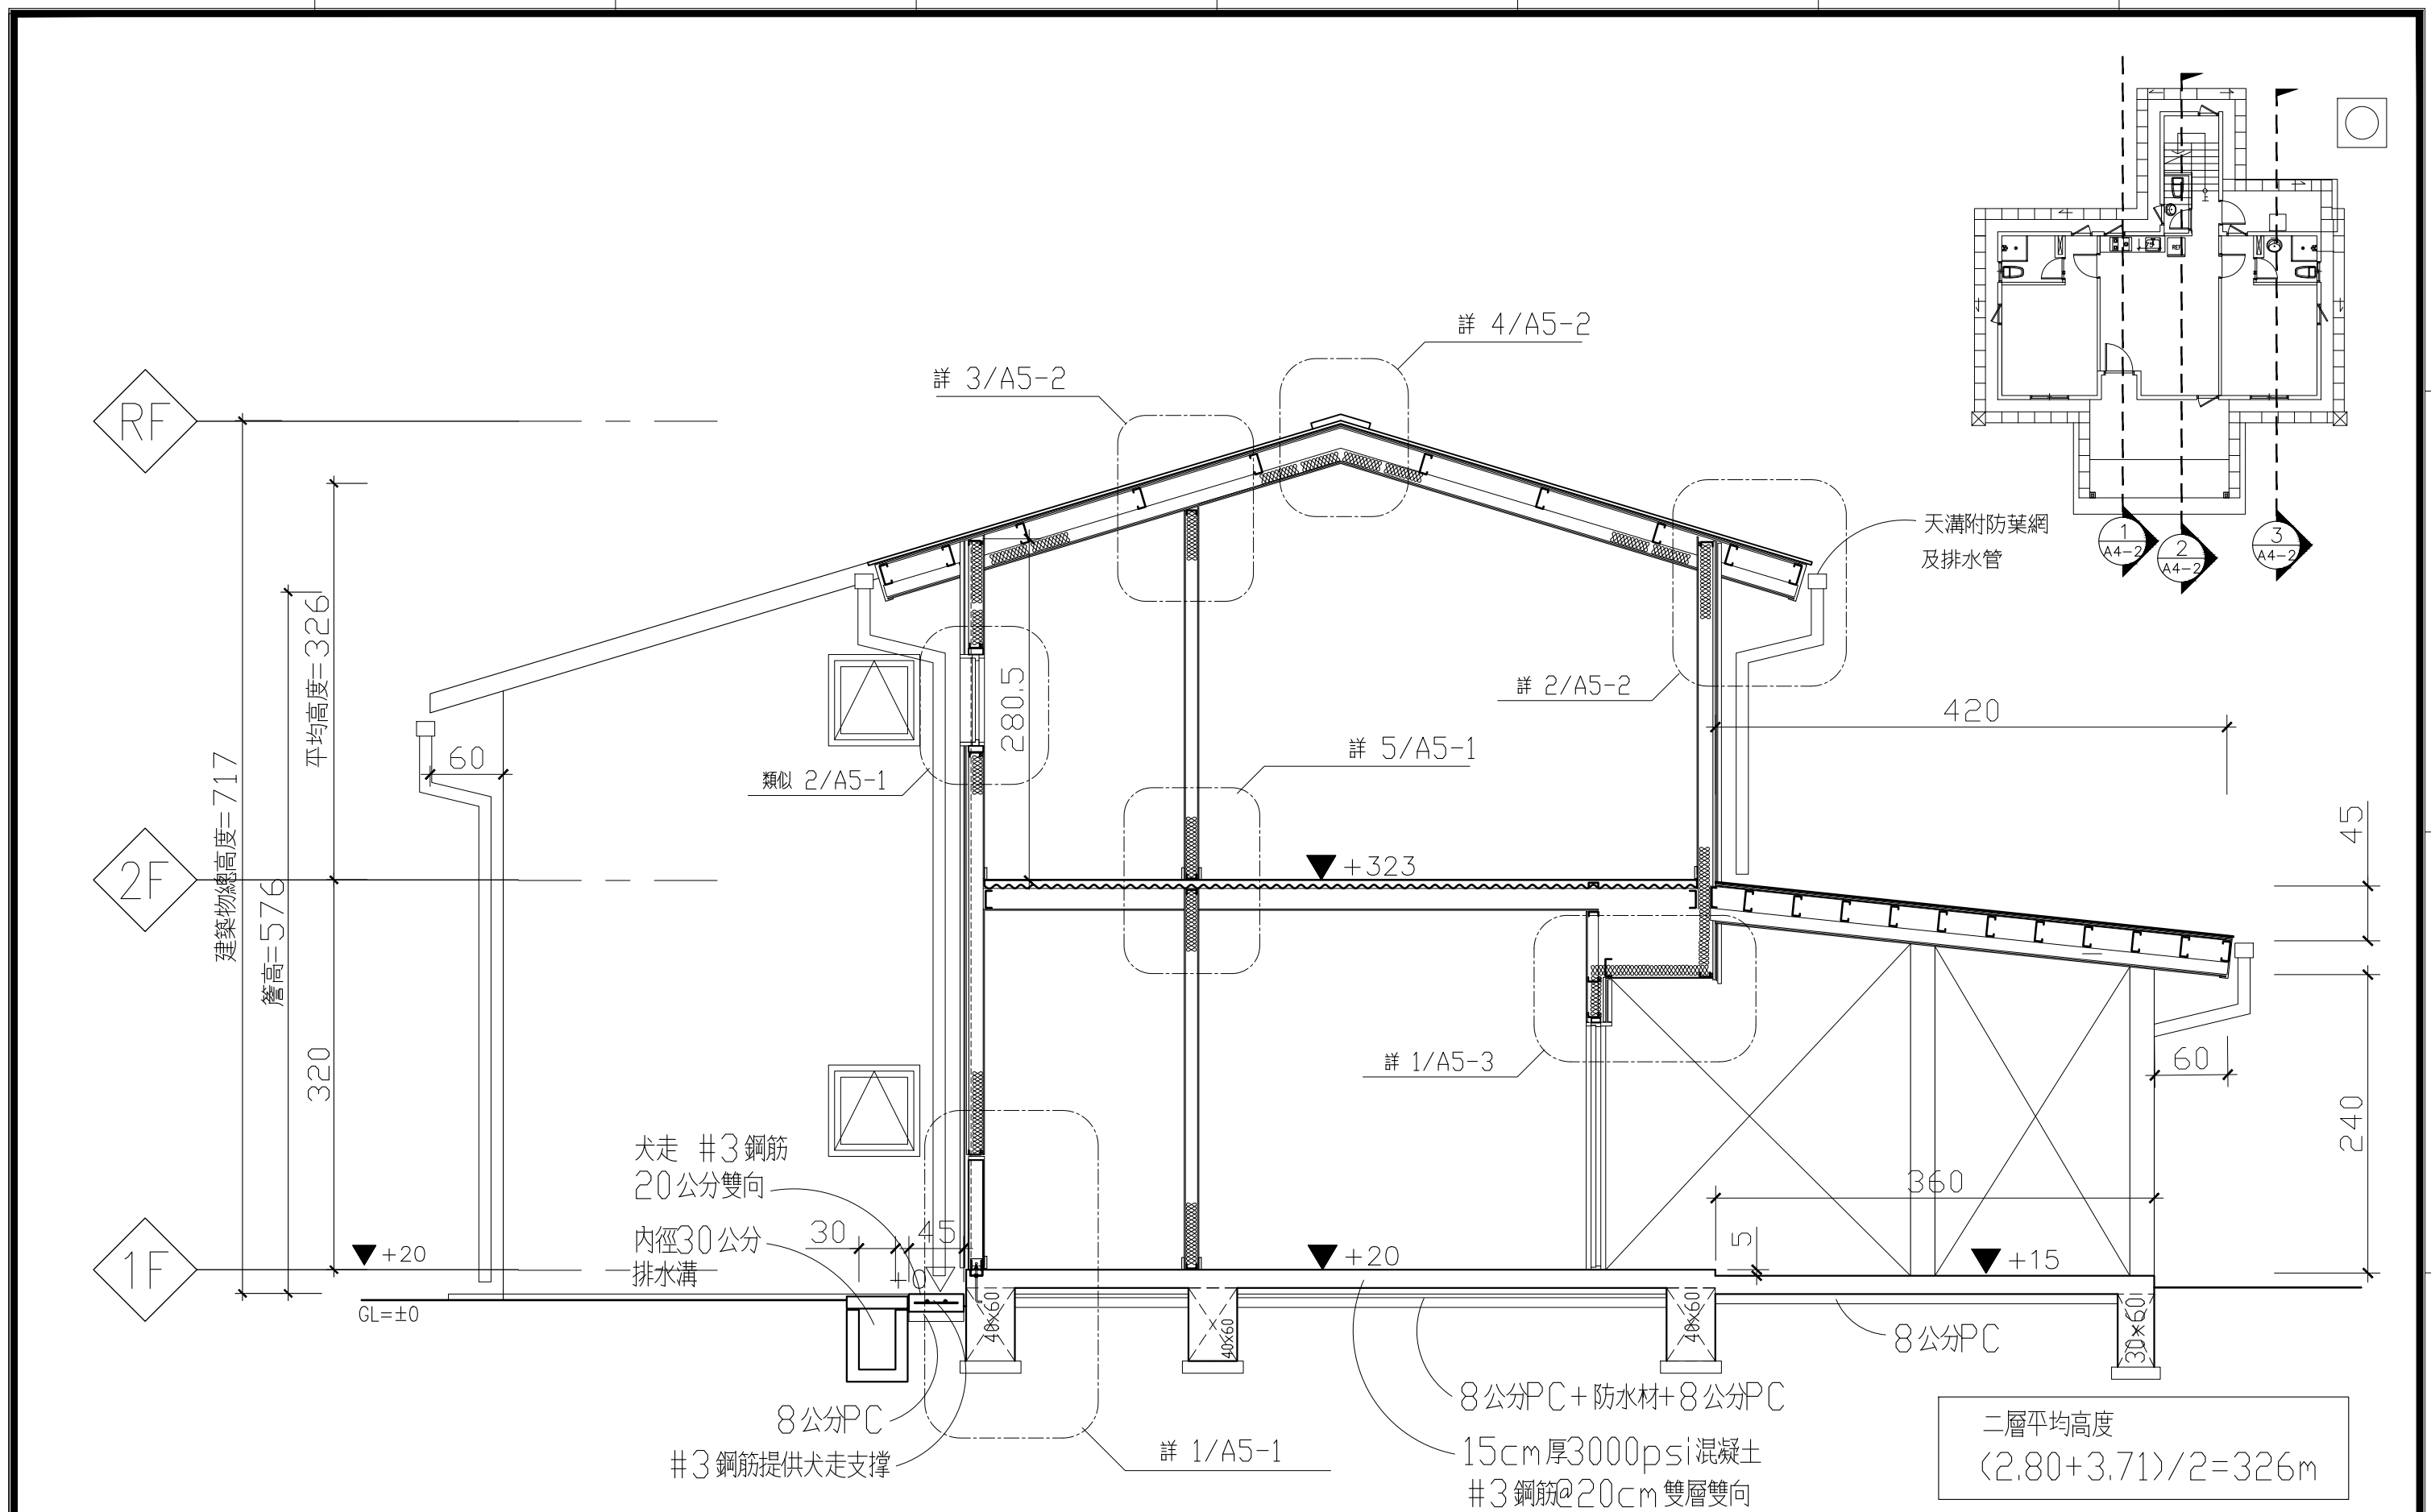 詳 4/A5-2
詳 3/A5-2
RF
REF
1
A4-2
2
A4-2
3
A4-2
天溝附防葉網
及排水管
平均高度=326
280.5
詳 2/A5-2
420
建築物總高度=717
60
類似 2/A5-1
詳 5/A5-1
45
2F
+323
簷高=576
320
詳 1/A5-3
60
240
犬走 #3鋼筋
20公分雙向
360
內徑30公分
排水溝
30
45
5
1F
+20
+0
+20
+15
GL=±0
40x60
40x60
40x60
30x60
8公分PC
8公分PC
8公分PC+防水材+8公分PC
#3鋼筋提供犬走支撐
詳 1/A5-1
15cm厚3000psi混凝土
#3鋼筋@20cm雙層雙向
二層平均高度
(2.80+3.71)/2=326m